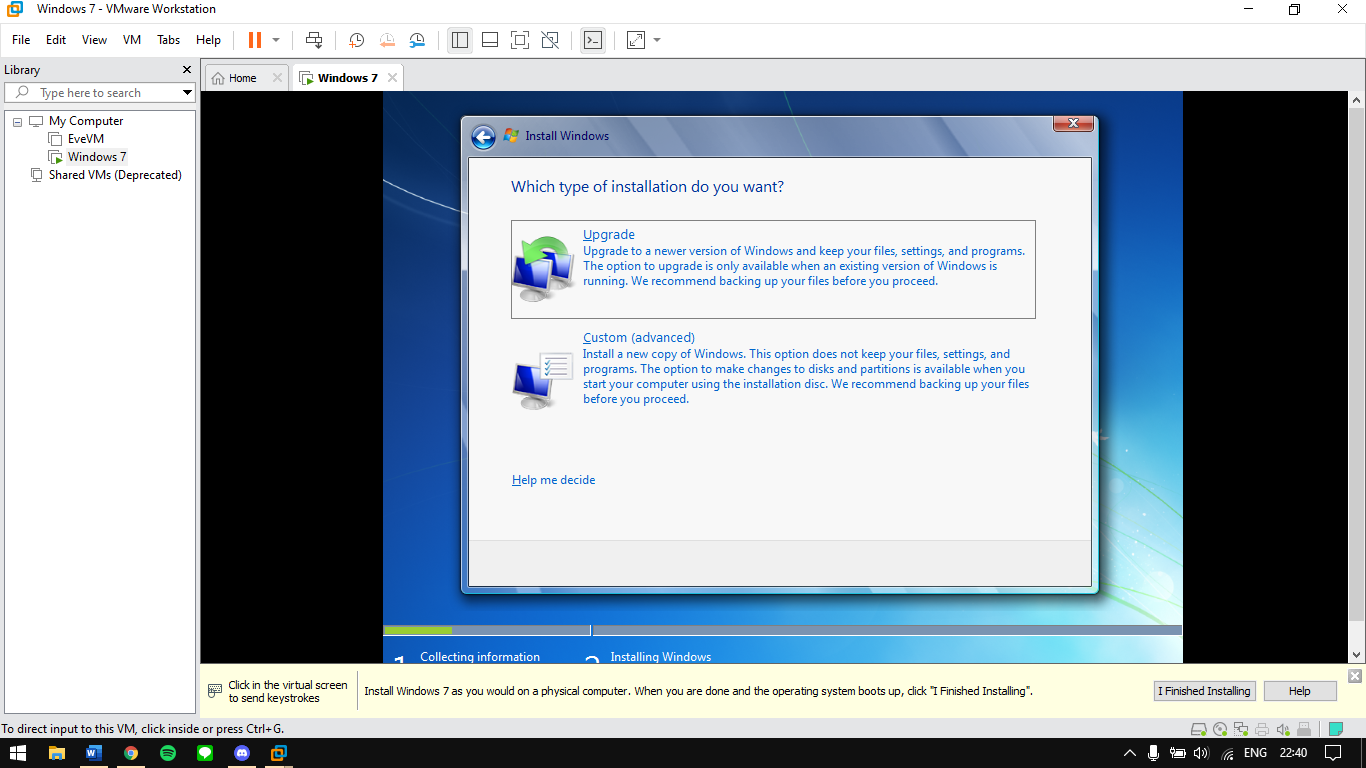 Windows 7 - VMware Workstation
File Edit View VM Tabs Help
Library
Type here to search
My Computer
EveVM
Windows 7
Shared VMs (Deprecated)
Home
Windows 7
Install Windows
Which type of installation do you want?
Upgrade
Upgrade to a newer version of Windows and keep your files, settings, and programs.
The option to upgrade is only available when an existing version of Windows is
running. We recommend backing up your files before you proceed.
Custom (advanced)
Install a new copy of Windows. This option does not keep your files, settings, and
programs. The option to make changes to disks and partitions is available when you
start your computer using the installation disc. We recommend backing up your files
before you proceed.
Help me decide
1 Collecting information
2 Installing Windows
Click in the virtual screen
to send keystrokes
Install Windows 7 as you would on a physical computer. When you are done and the operating system boots up, click "I Finished Installing".
I Finished Installing
Help
To direct input to this VM, click inside or press Ctrl+G.
ENG 22:40